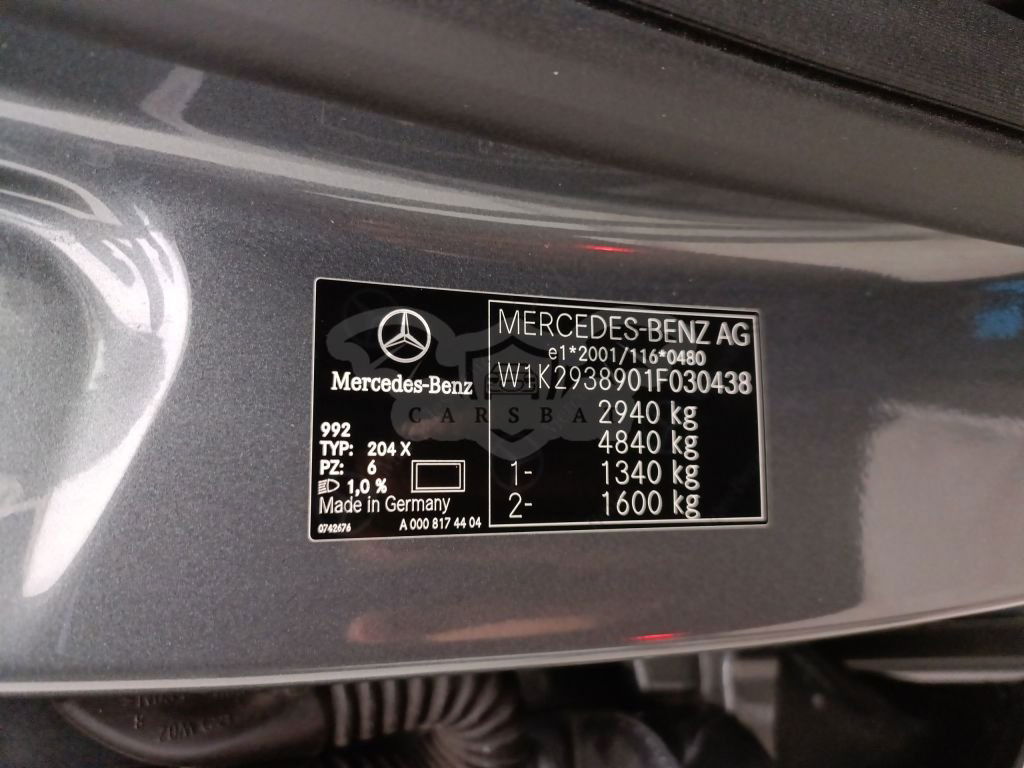 Mercedes-Benz
992
TYP: 204 X
PZ: 6
1,0 %
Made in Germany
0742676
A 000 817 44 04
MERCEDES-BENZ AG
e1*2001/116*0480
W1K2938901F030438
2940 kg
4840 kg
1- 1340 kg
2- 1600 kg
CARSBA